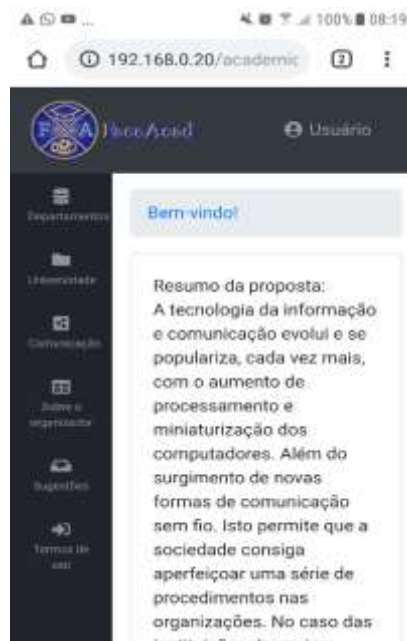 100% 08:19
192.168.0.20/academic
2
F A
Usuário
Departamentos
Bem-vindo!
Universidade
Comunicação
Sobre o
organizador
Sugestões
Termos de
uso
Resumo da proposta:
A tecnologia da informação
e comunicação evolui e se
populariza, cada vez mais,
com o aumento de
processamento e
miniaturização dos
computadores. Além do
surgimento de novas
formas de comunicação
sem fio. Isto permite que a
sociedade consiga
aperfeiçoar uma série de
procedimentos nas
organizações. No caso das